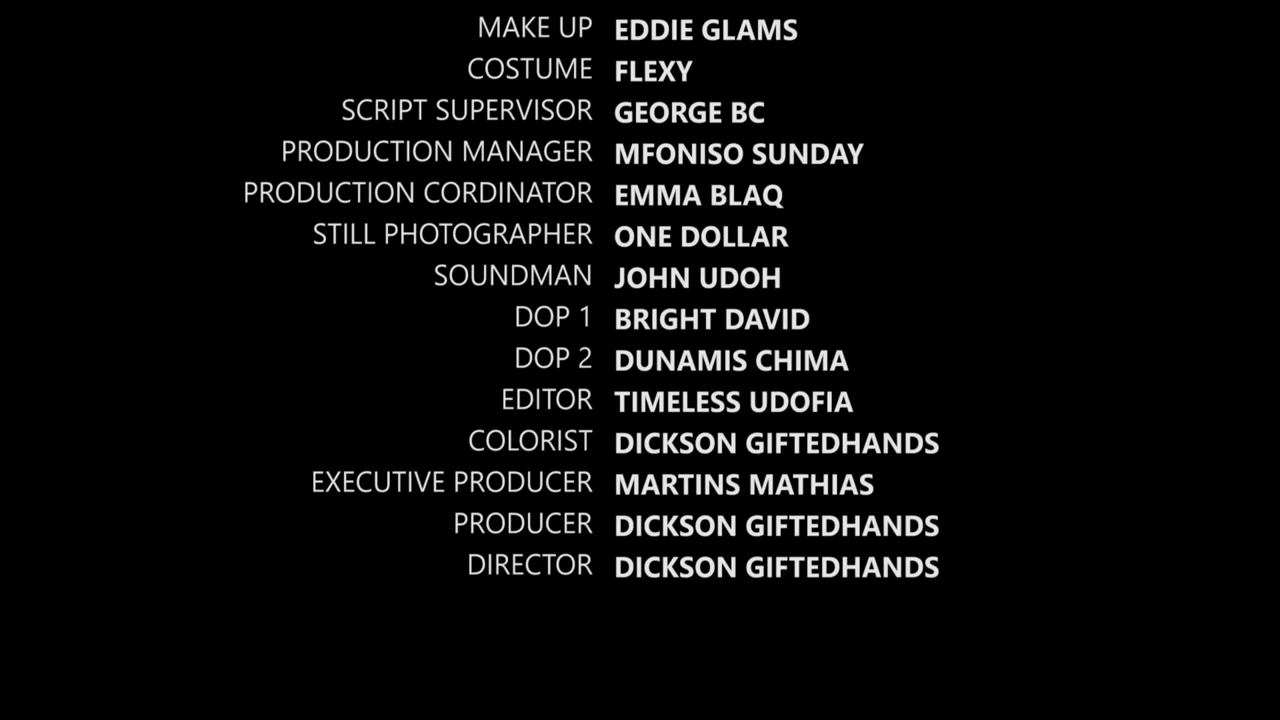 MAKE UP EDDIE GLAMS
COSTUME FLEXY
SCRIPT SUPERVISOR GEORGE BC
PRODUCTION MANAGER MFONISO SUNDAY
PRODUCTION CORDINATOR EMMA BLAQ
STILL PHOTOGRAPHER ONE DOLLAR
SOUNDMAN JOHN UDOH
DOP 1 BRIGHT DAVID
DOP 2 DUNAMIS CHIMA
EDITOR TIMELESS UDOFIA
COLORIST DICKSON GIFTEDHANDS
EXECUTIVE PRODUCER MARTINS MATHIAS
PRODUCER DICKSON GIFTEDHANDS
DIRECTOR DICKSON GIFTEDHANDS